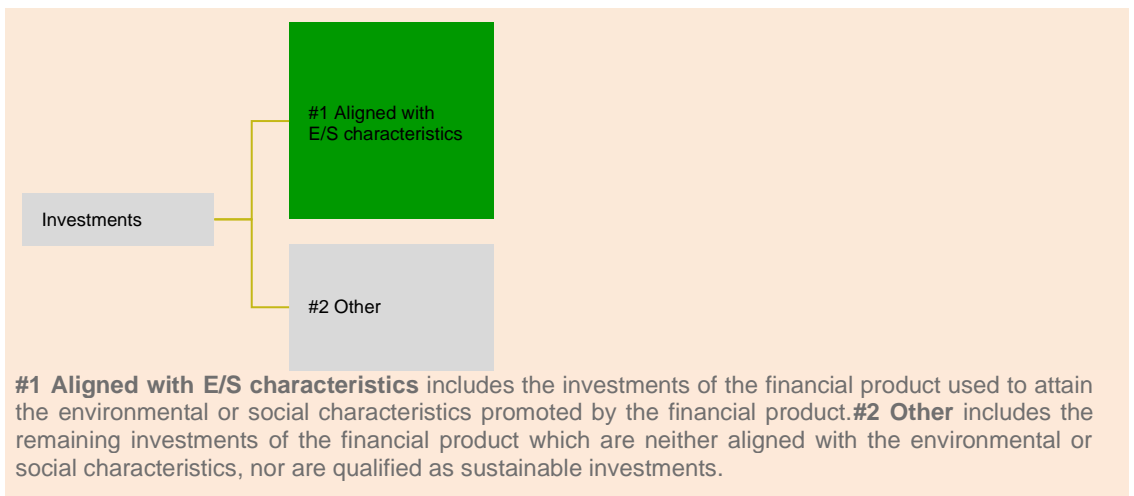 #1 Aligned with
E/S characteristics
Investments
#2 Other
#1 Aligned with E/S characteristics includes the investments of the financial product used to attain
the environmental or social characteristics promoted by the financial product.#2 Other includes the
remaining investments of the financial product which are neither aligned with the environmental or
social characteristics, nor are qualified as sustainable investments.